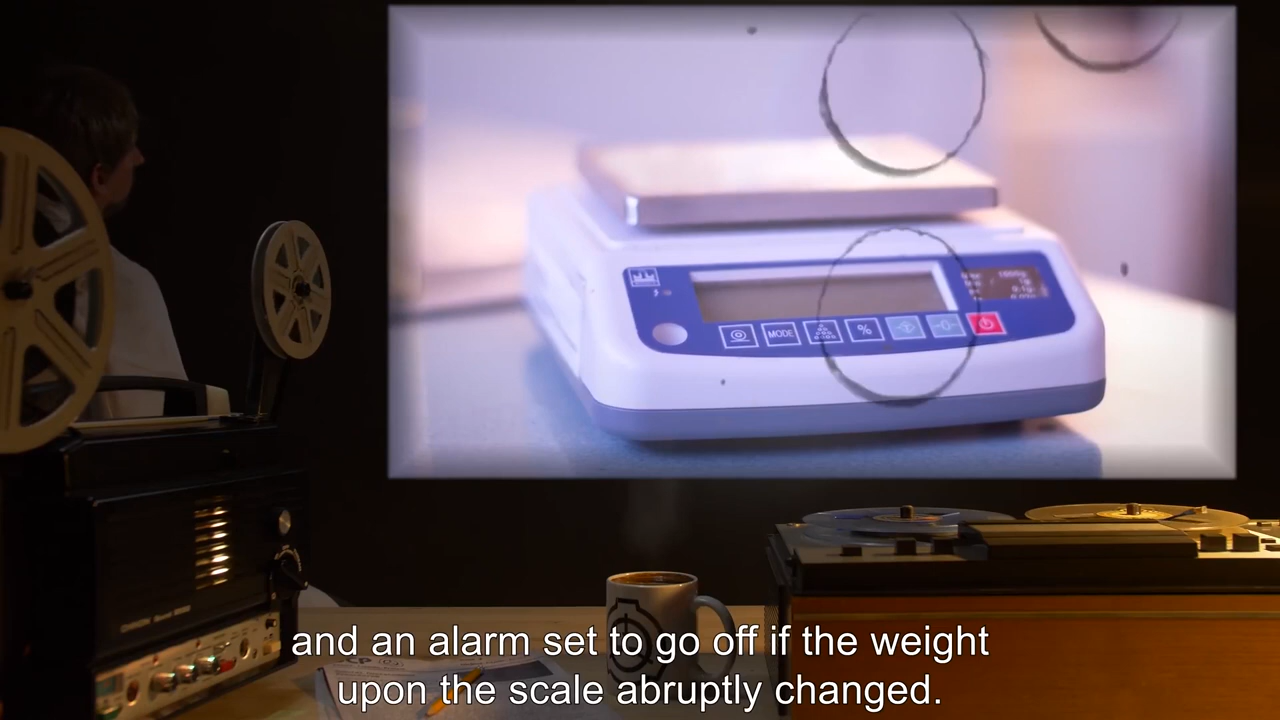 MODE
%
and an alarm set to go off if the weight
upon the scale abruptly changed.